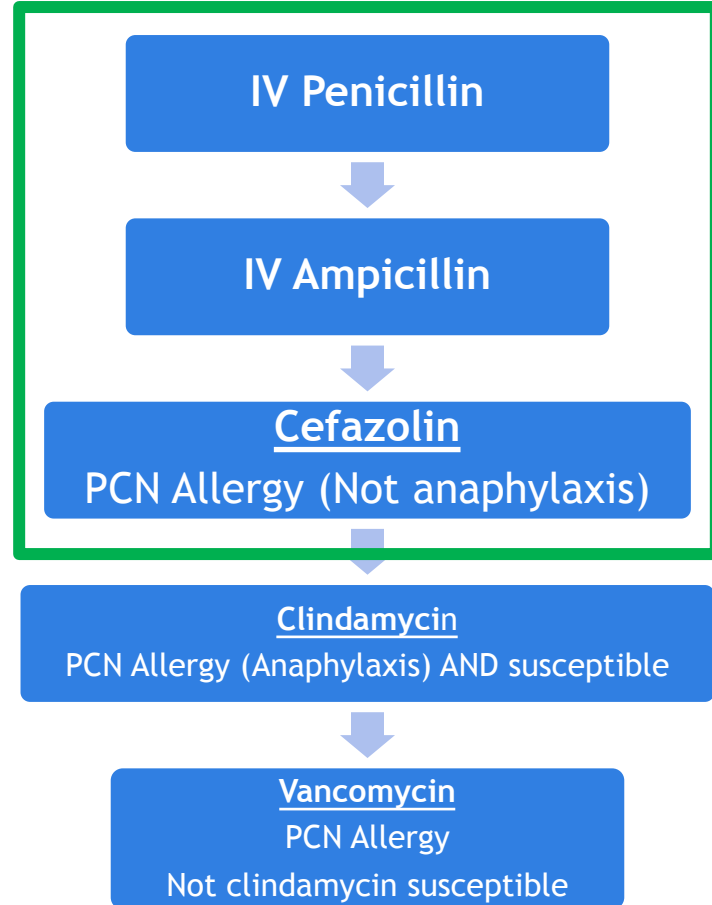 IV Penicillin
IV Ampicillin
Cefazolin
PCN Allergy (Not anaphylaxis)
Clindamycin
PCN Allergy (Anaphylaxis) AND susceptible
Vancomycin
PCN Allergy
Not clindamycin susceptible